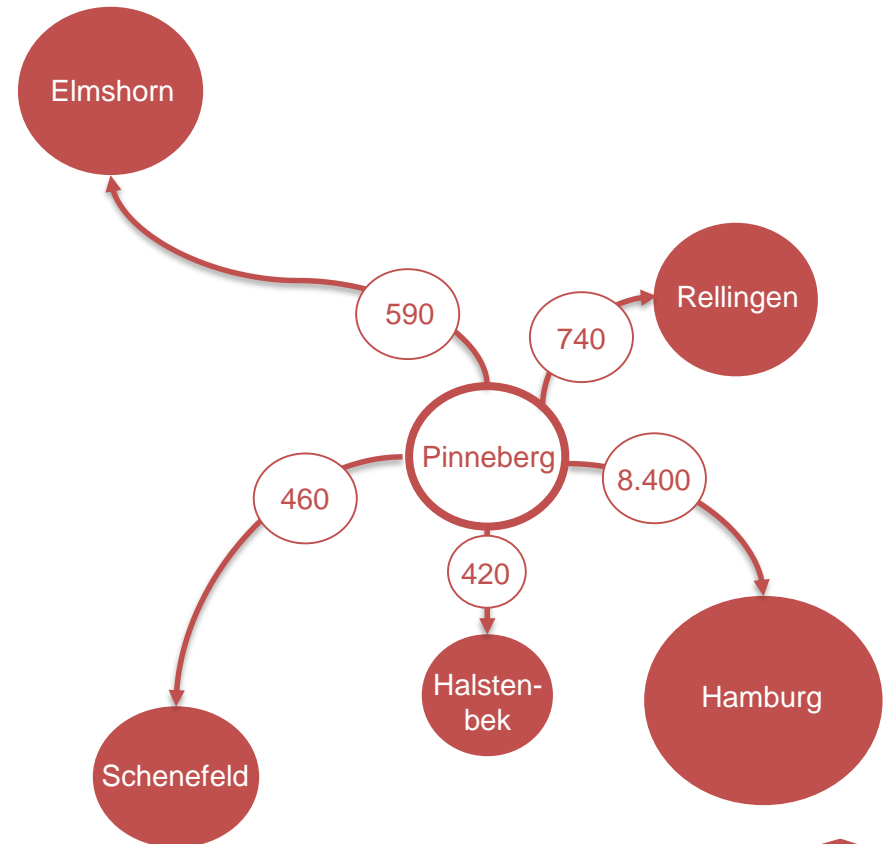 Elmshorn
Rellingen
590
740
Pinneberg
8.400
460
420
Halsten-
bek
Hamburg
Schenefeld